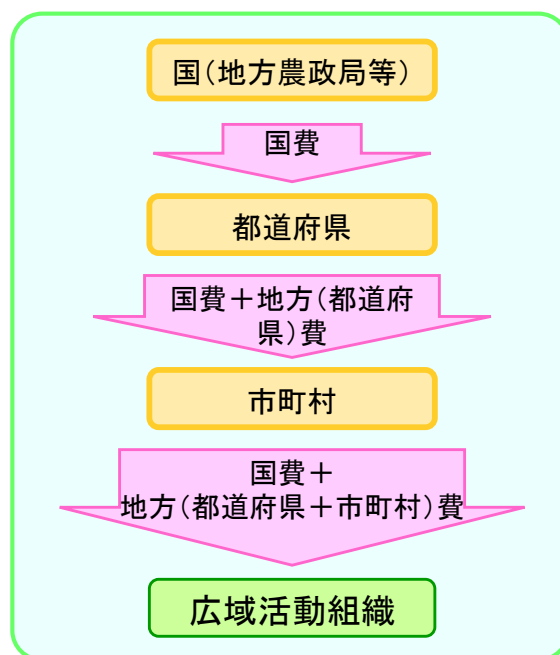 国（地方農政局等）
国費
都道府県
国費＋地方（都道府
県）費
市町村
国費＋
地方（都道府県＋市町村）費
広域活動組織